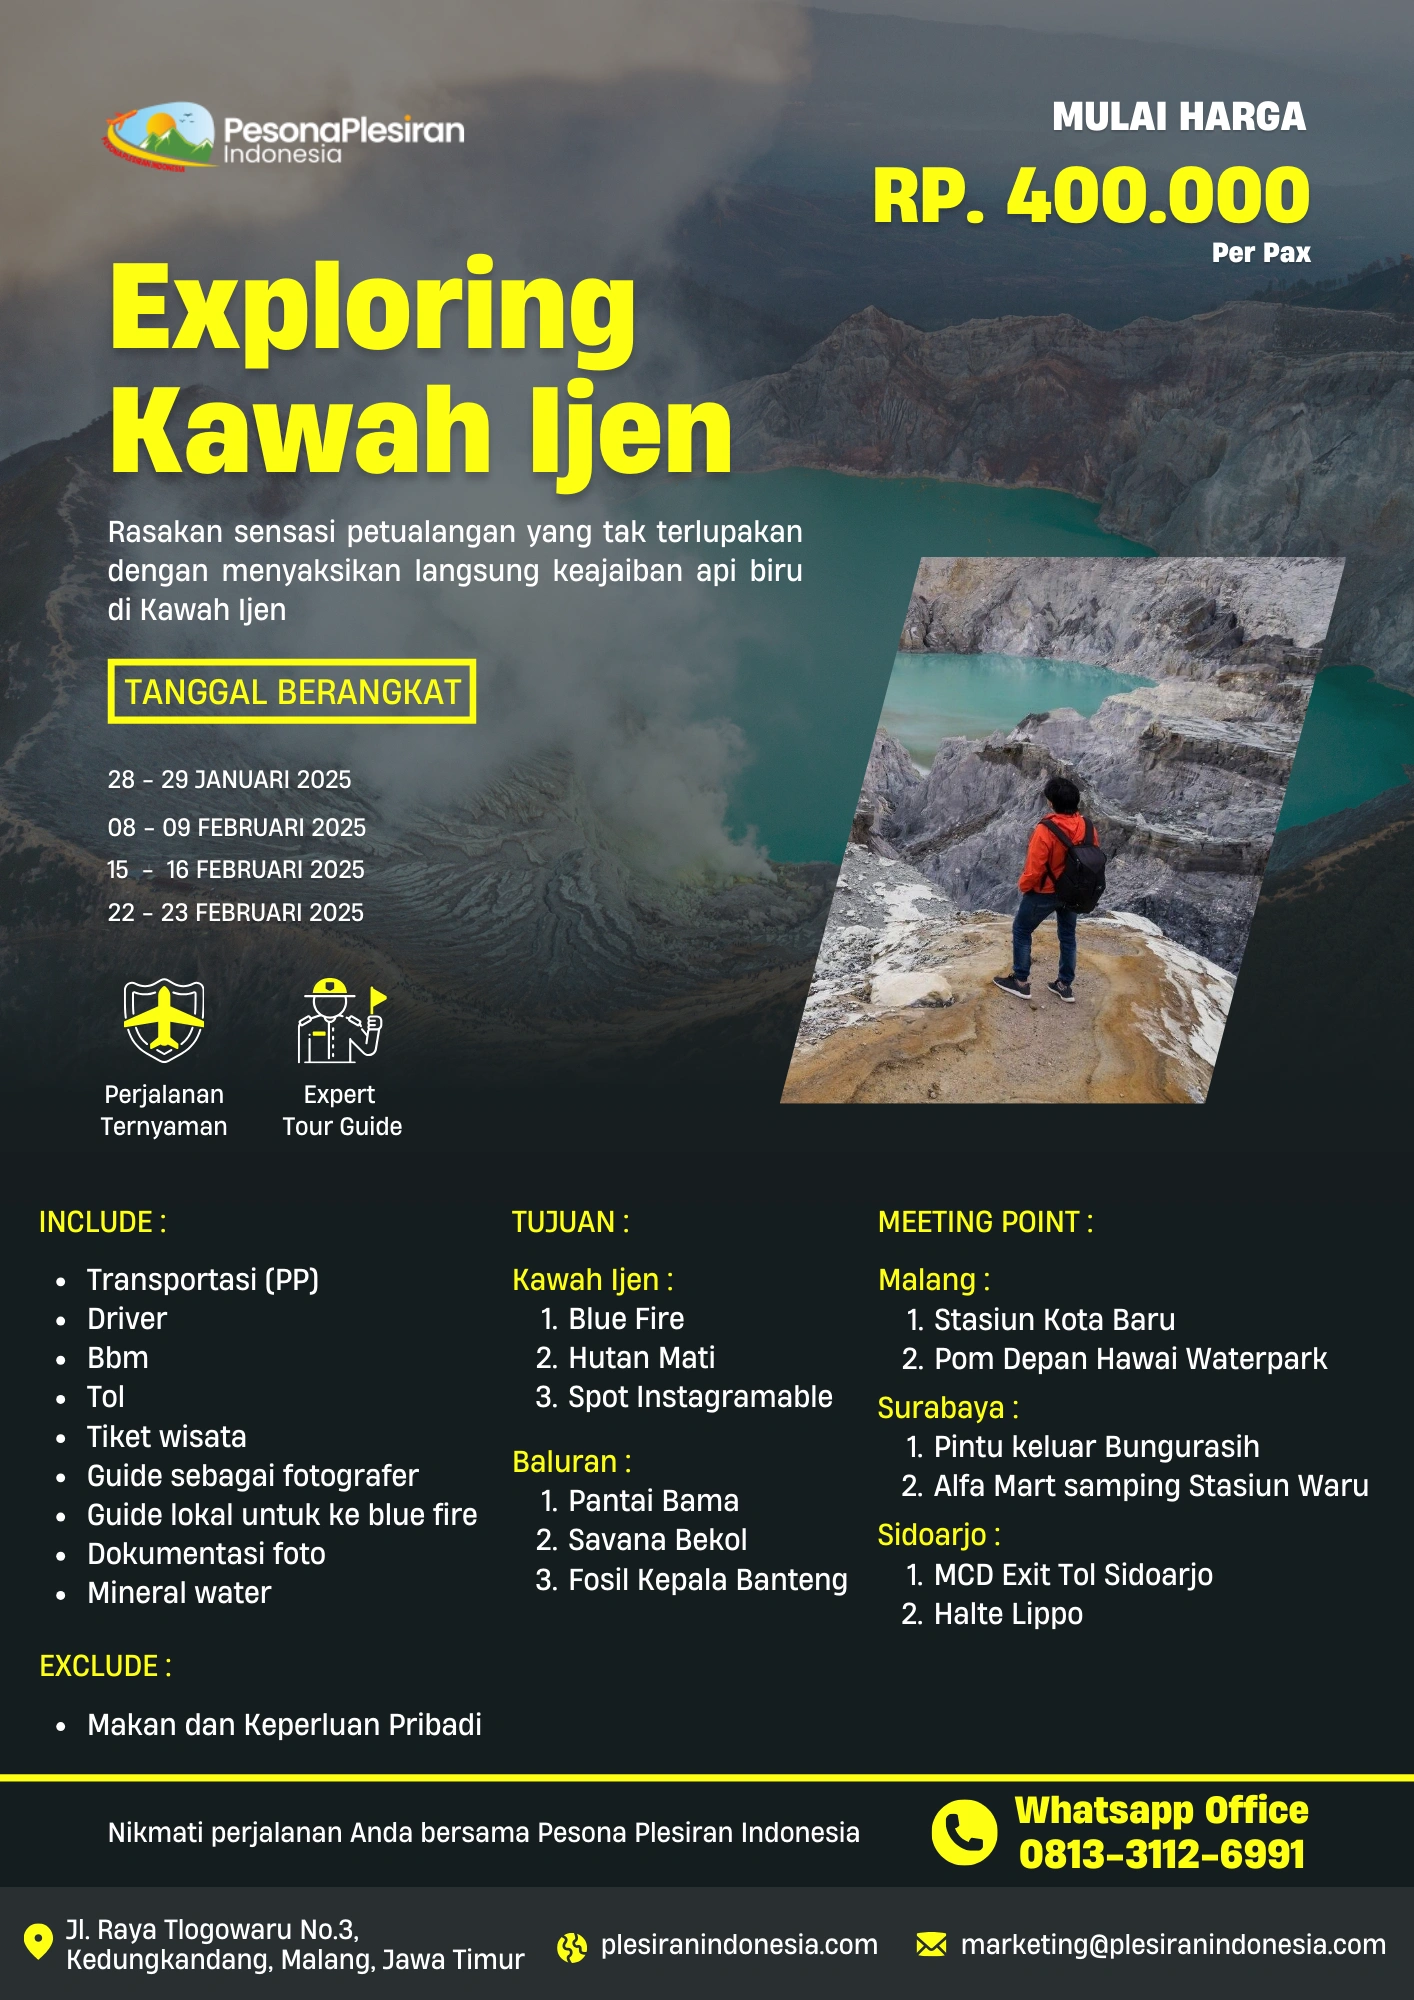 PesonaPlesiran
Indonesia
PESONA PLESIRAN INDONESIA
MULAI HARGA
RP. 400.000
Per Pax
Exploring
Kawah Ijen
Rasakan sensasi petualangan yang tak terlupakan
dengan menyaksikan langsung keajaiban api biru
di Kawah Ijen
TANGGAL BERANGKAT
28 - 29 JANUARI 2025
08 - 09 FEBRUARI 2025
15 - 16 FEBRUARI 2025
22 - 23 FEBRUARI 2025
Perjalanan
Ternyaman
Expert
Tour Guide
INCLUDE :
• Transportasi (PP)
• Driver
• Bbm
• Tol
• Tiket wisata
• Guide sebagai fotografer
• Guide lokal untuk ke blue fire
• Dokumentasi foto
• Mineral water
EXCLUDE :
• Makan dan Keperluan Pribadi
TUJUAN :
Kawah Ijen :
1. Blue Fire
2. Hutan Mati
3. Spot Instagramable
Baluran :
1. Pantai Bama
2. Savana Bekol
3. Fosil Kepala Banteng
MEETING POINT :
Malang :
1. Stasiun Kota Baru
2. Pom Depan Hawai Waterpark
Surabaya :
1. Pintu keluar Bungurasih
2. Alfa Mart samping Stasiun Waru
Sidoarjo :
1. MCD Exit Tol Sidoarjo
2. Halte Lippo
Nikmati perjalanan Anda bersama Pesona Plesiran Indonesia
Whatsapp Office
0813-3112-6991
Jl. Raya Tlogowaru No.3,
Kedungkandang, Malang, Jawa Timur
plesiranindonesia.com
marketing@plesiranindonesia.com